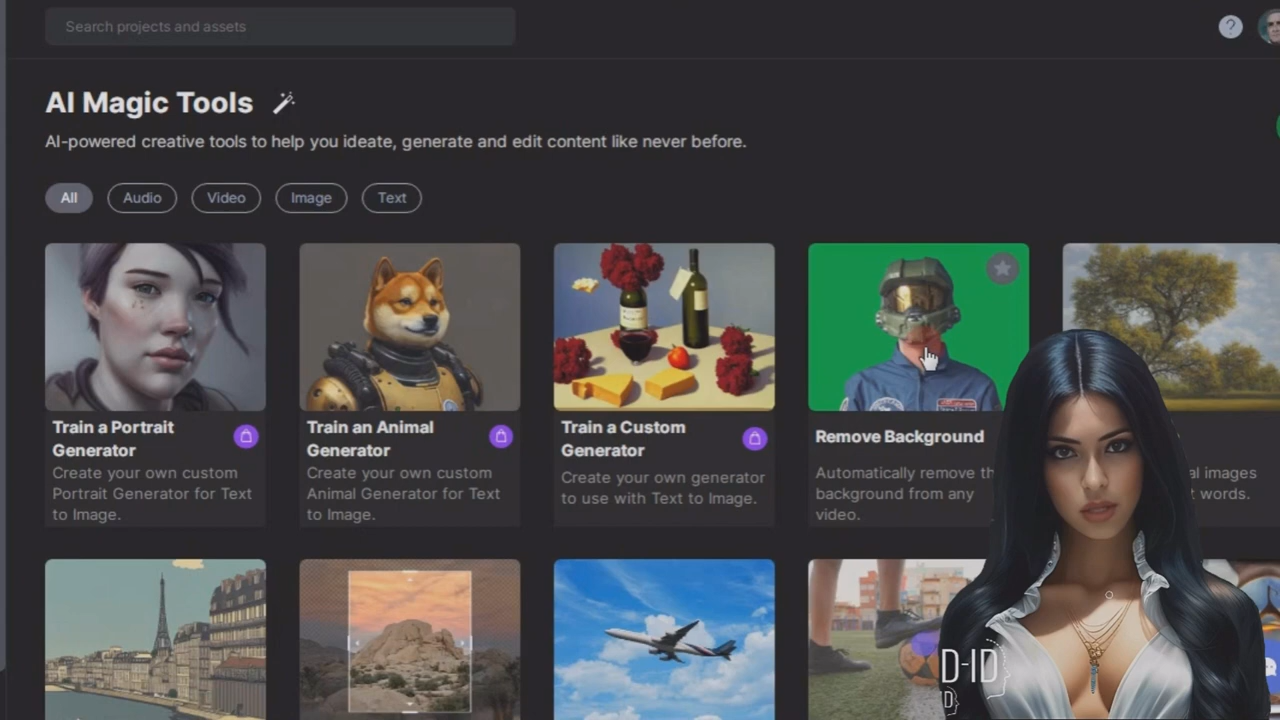 Search projects and assets
?
AI Magic Tools
AI-powered creative tools to help you ideate, generate and edit content like never before.
All
Audio
Video
Image
Text
Train a Portrait
Generator
Create your own custom
Portrait Generator for Text
to Image.
Train an Animal
Generator
Create your own custom
Animal Generator for Text
to Image.
Train a Custom
Generator
Create your own generator
to use with Text to Image.
Remove Background
Automatically remove th
background from any
video.
al images
words.
D-ID
ID